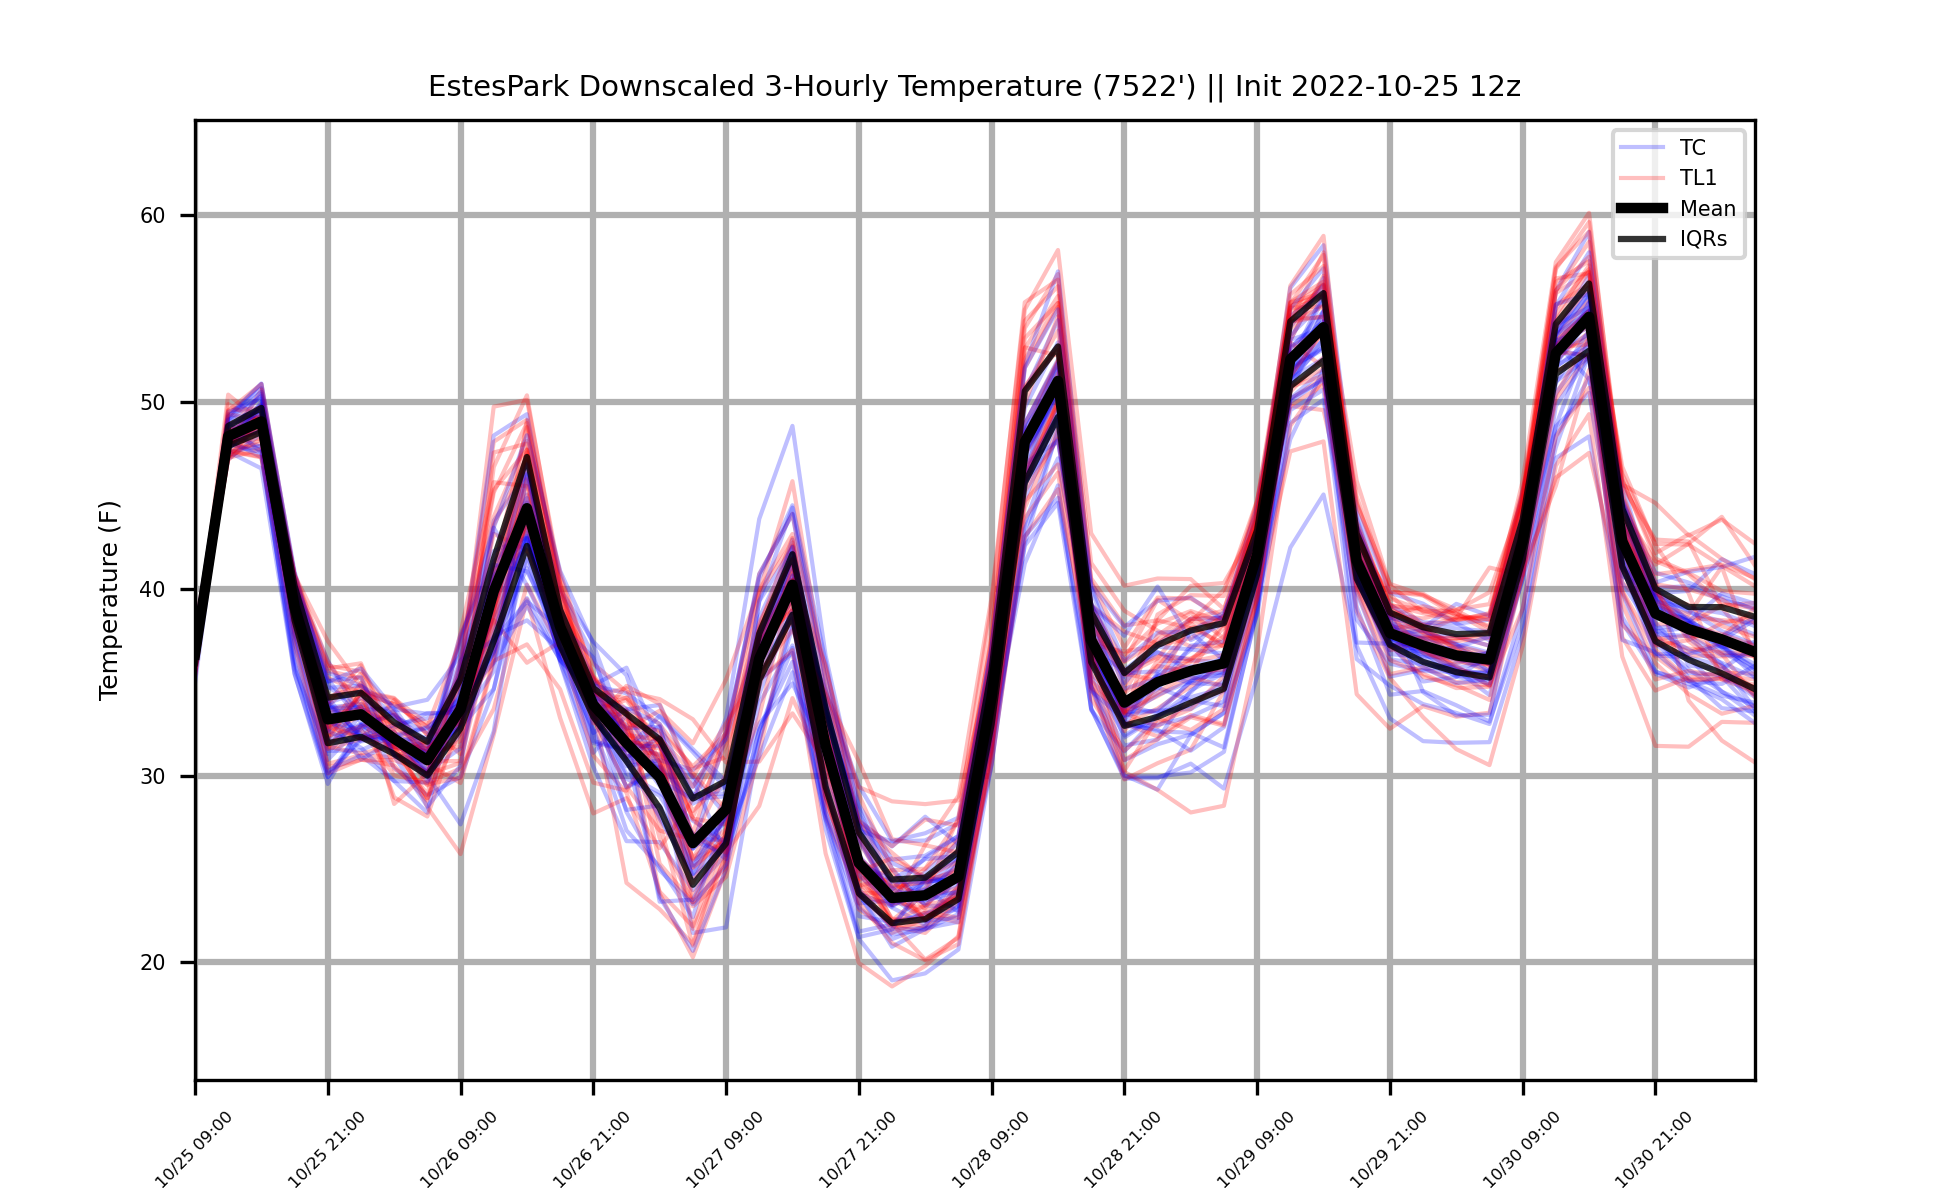 EstesPark Downscaled 3-Hourly Temperature (7522') || Init 2022-10-25 12z
TC
TL1
Mean
IQRs
Temperature (F)
60
50
40
30
20
10/25 09:00
10/25 21:00
10/26 09:00
10/26 21:00
10/27 09:00
10/27 21:00
10/28 09:00
10/28 21:00
10/29 09:00
10/29 21:00
10/30 09:00
10/30 21:00